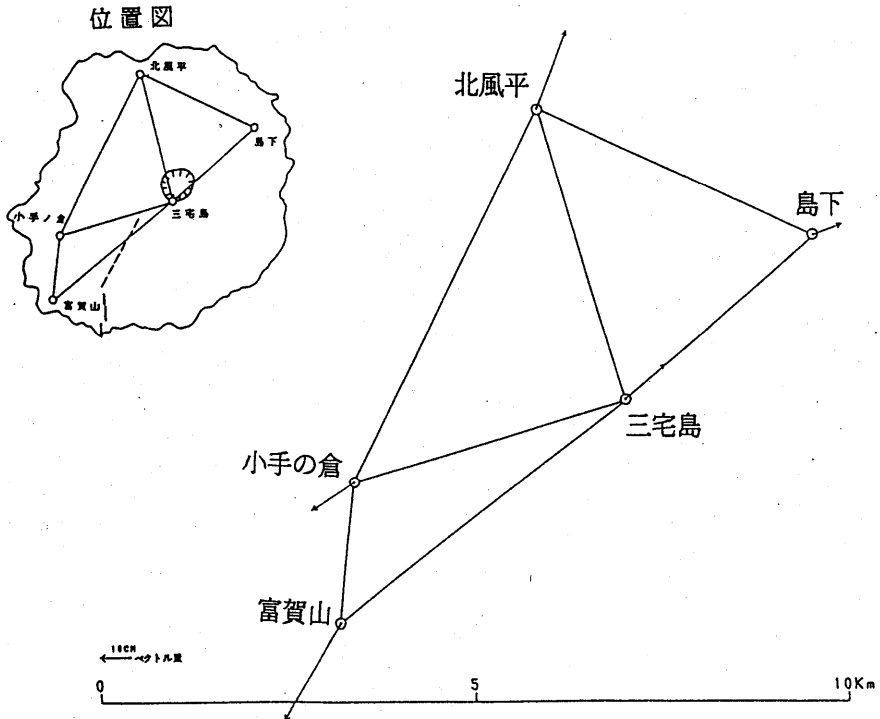 位置図
北風平
島下
三宅島
小手ノ倉
富賀山
北風平
島下
三宅島
小手の倉
富賀山
10CM
ベクトル量
0 5 10Km